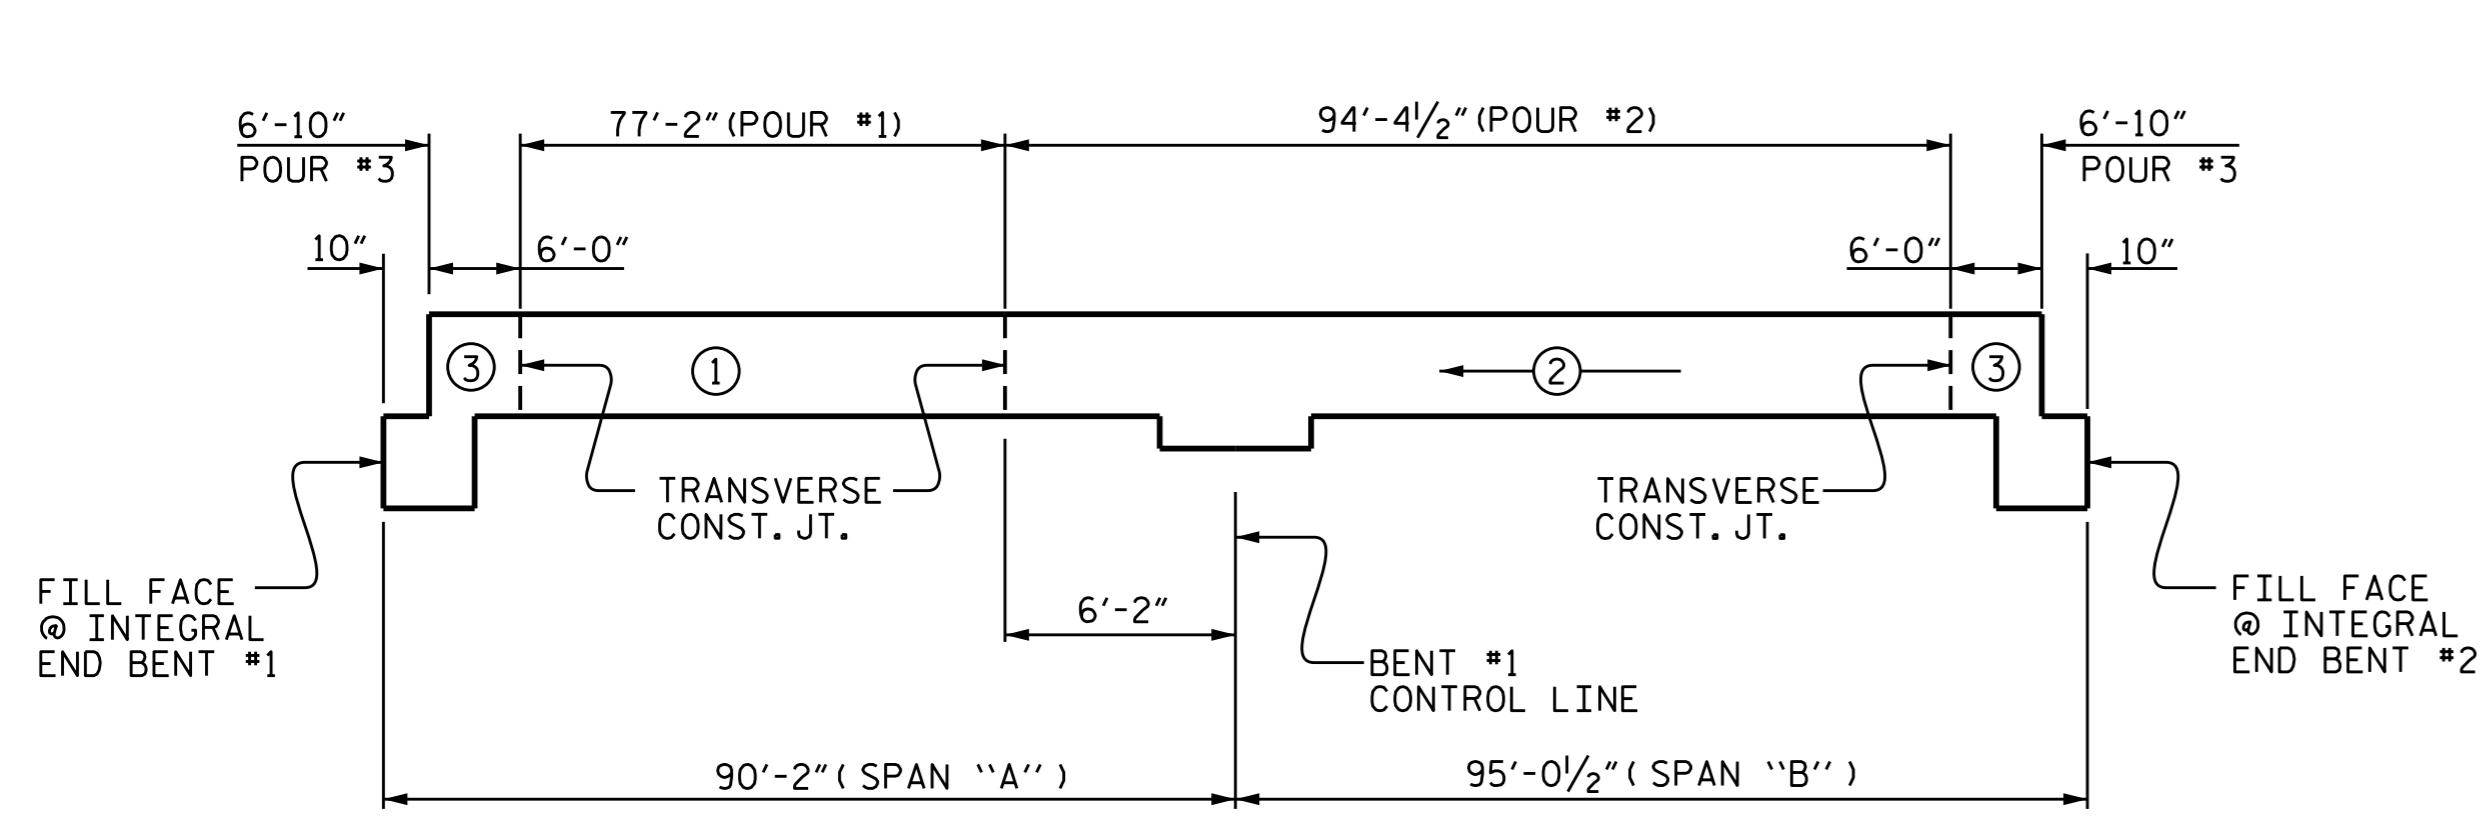 6'-10"
POUR #3
77'-2" (POUR #1)
94'-4 1/2" (POUR #2)
6'-10"
POUR #3
10"
6'-0"
6'-0"
10"
3
1
2
3
TRANSVERSE
CONST. JT.
TRANSVERSE
CONST. JT.
FILL FACE
@ INTEGRAL
END BENT #1
6'-2"
BENT #1
CONTROL LINE
FILL FACE
@ INTEGRAL
END BENT #2
90'-2" ( SPAN ``A'' )
95'-0 1/2" ( SPAN ``B'' )